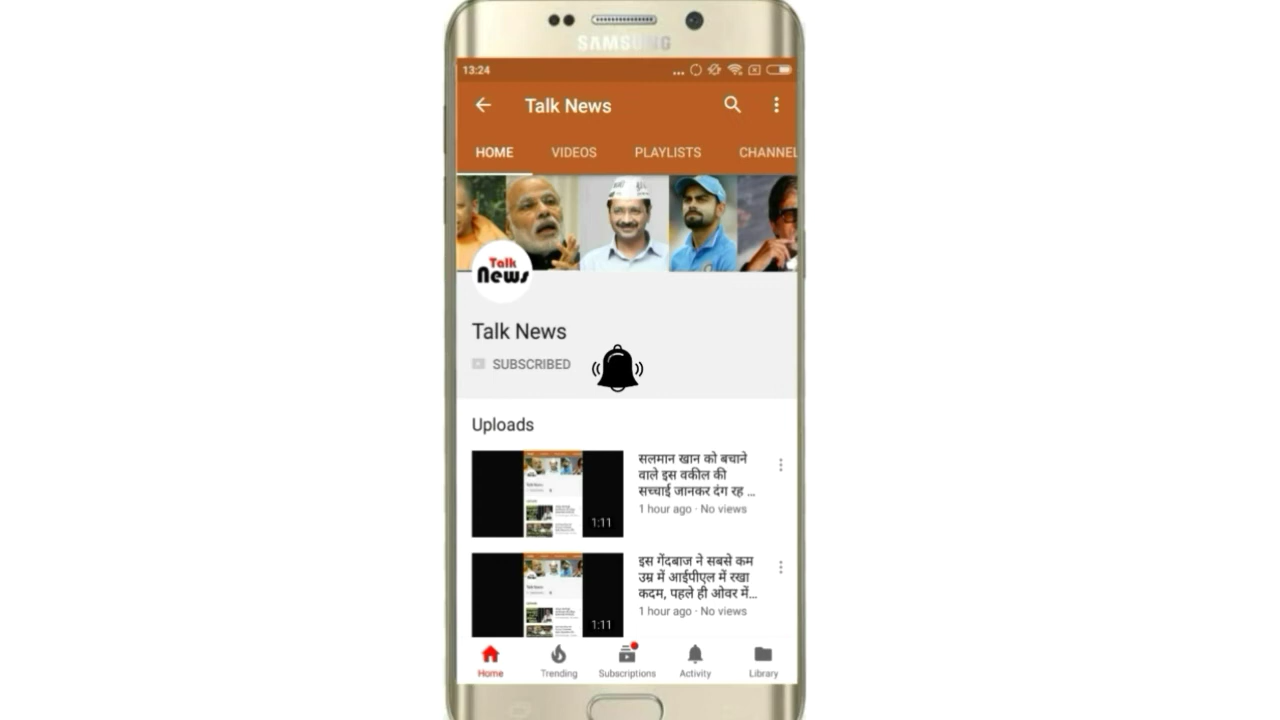 SAMSUNG
13:24
Talk News
HOME VIDEOS PLAYLISTS CHANNEL
Talk
News
Talk News
SUBSCRIBED
Uploads
सलमान खान को बचाने
वाले इस वकील की
सच्चाई जानकर दंग रह ...
1 hour ago · No views
1:11
इस गेंदबाज ने सबसे कम
उम्र में आईपीएल में रखा
कदम, पहले ही ओवर में...
1 hour ago · No views
1:11
Home Trending Subscriptions Activity Library